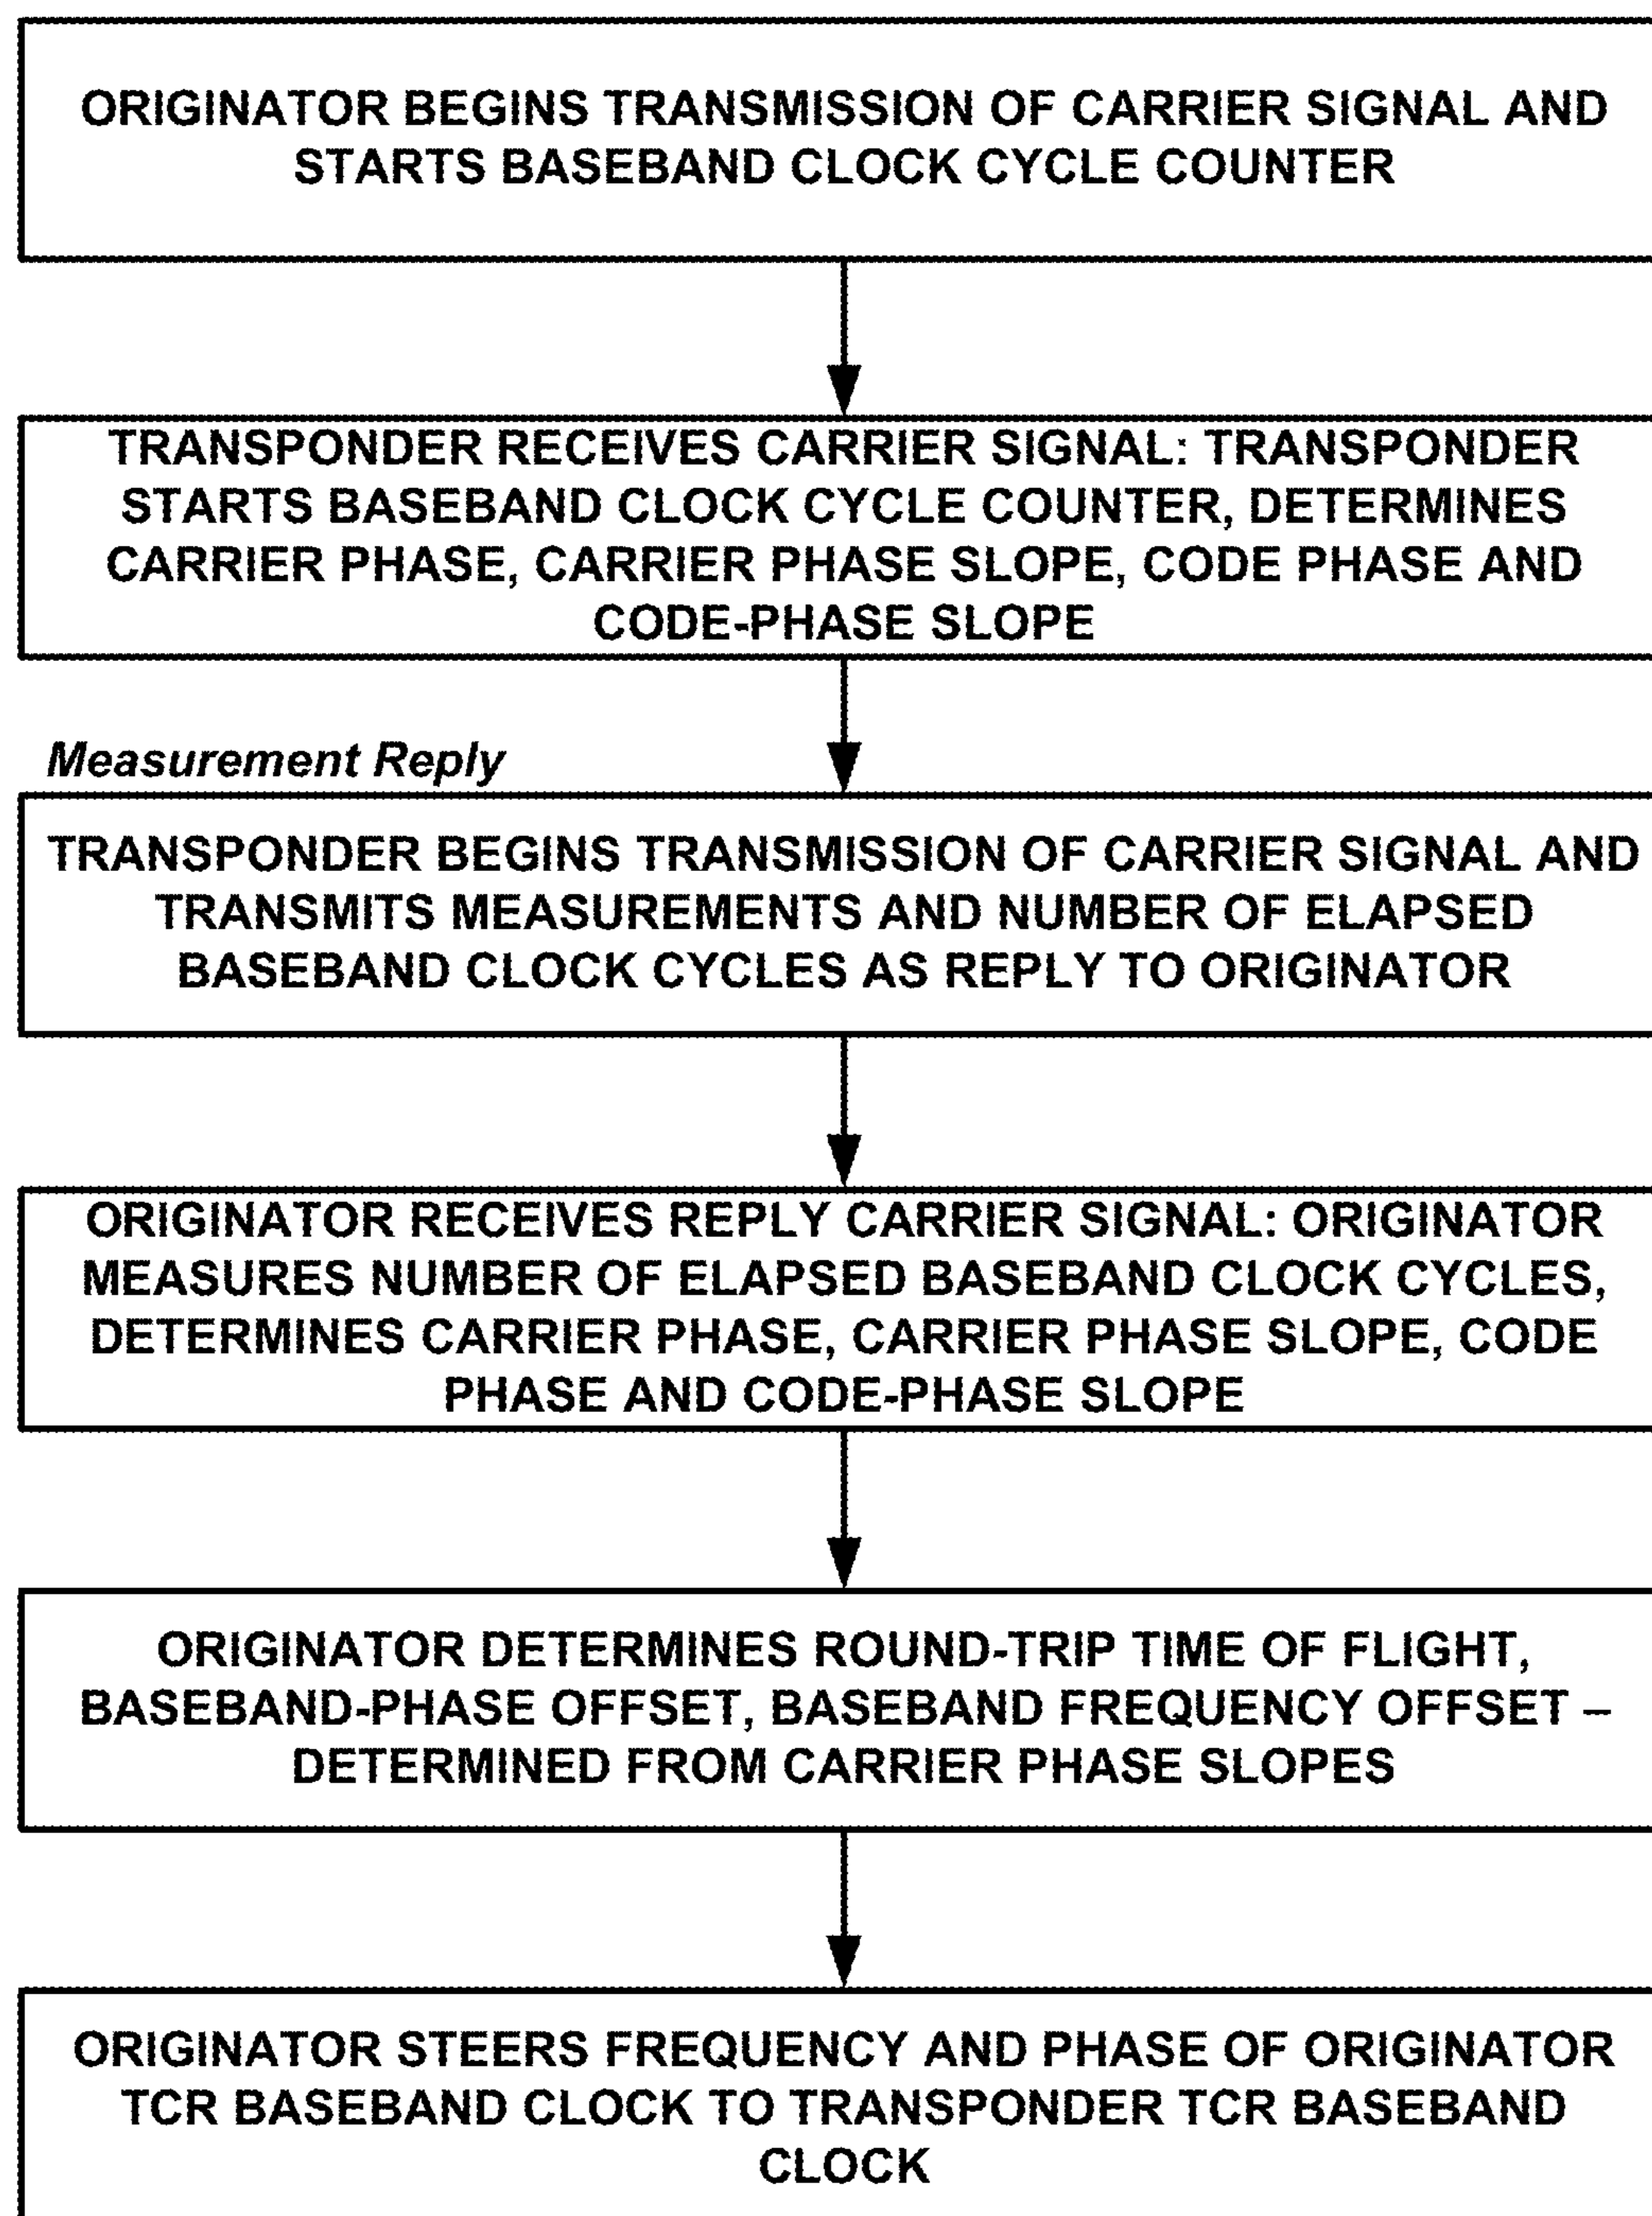 ORIGINATOR BEGINS TRANSMISSION OF CARRIER SIGNAL AND
STARTS BASEBAND CLOCK CYCLE COUNTER
TRANSPONDER RECEIVES CARRIER SIGNAL: TRANSPONDER
STARTS BASEBAND CLOCK CYCLE COUNTER, DETERMINES
CARRIER PHASE, CARRIER PHASE SLOPE, CODE PHASE AND
CODE-PHASE SLOPE
Measurement Reply
TRANSPONDER BEGINS TRANSMISSION OF CARRIER SIGNAL AND
TRANSMITS MEASUREMENTS AND NUMBER OF ELAPSED
BASEBAND CLOCK CYCLES AS REPLY TO ORIGINATOR
ORIGINATOR RECEIVES REPLY CARRIER SIGNAL: ORIGINATOR
MEASURES NUMBER OF ELAPSED BASEBAND CLOCK CYCLES,
DETERMINES CARRIER PHASE, CARRIER PHASE SLOPE, CODE
PHASE AND CODE-PHASE SLOPE
ORIGINATOR DETERMINES ROUND-TRIP TIME OF FLIGHT,
BASEBAND-PHASE OFFSET, BASEBAND FREQUENCY OFFSET –
DETERMINED FROM CARRIER PHASE SLOPES
ORIGINATOR STEERS FREQUENCY AND PHASE OF ORIGINATOR
TCR BASEBAND CLOCK TO TRANSPONDER TCR BASEBAND
CLOCK